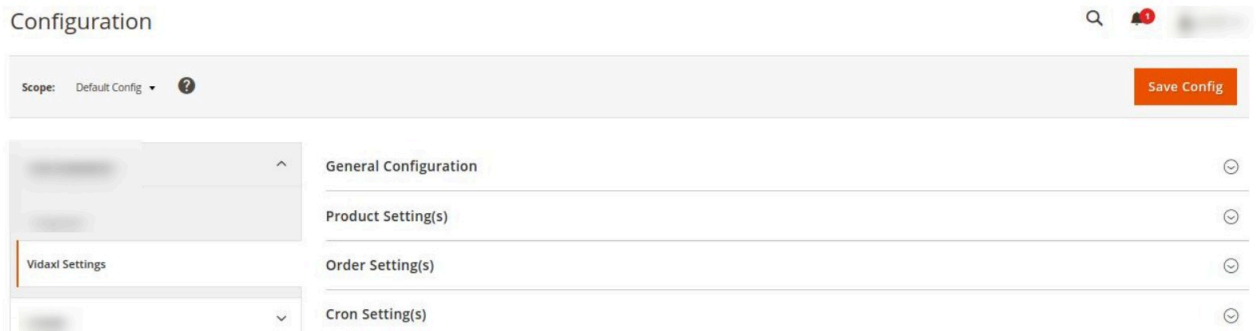 Configuration
1
Scope: Default Config ?
Save Config
General Configuration
Product Setting(s)
Vidaxl Settings
Order Setting(s)
Cron Setting(s)